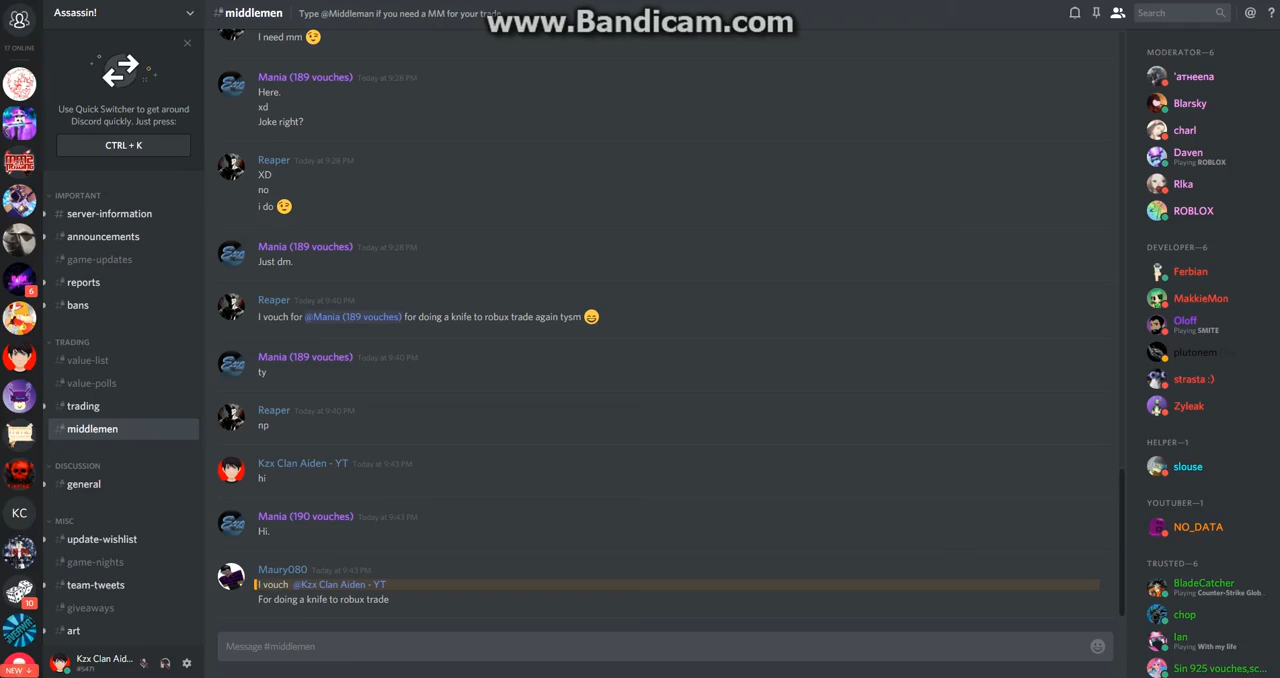 www.Bandicam.com
Assassin!
#middlemen
Type @Middleman if you need a MM for your trade
Search
@
?
17 ONLINE
Use Quick Switcher to get around
Discord quickly. Just press:
CTRL + K
IMPORTANT
# server-information
announcements
game-updates
reports
6
bans
TRADING
value-list
value-polls
trading
middlemen
DISCUSSION
general
KC
MISC
update-wishlist
game-nights
team-tweets
10
giveaways
art
NEW ↓
Kzx Clan Aid...
#5471
I need mm 😉
Mania (189 vouches) Today at 9:28 PM
Here.
xd
Joke right?
Reaper Today at 9:28 PM
XD
no
i do 😉
Mania (189 vouches) Today at 9:28 PM
Just dm.
Reaper Today at 9:40 PM
I vouch for @Mania (189 vouches) for doing a knife to robux trade again tysm 😄
Mania (189 vouches) Today at 9:40 PM
ty
Reaper Today at 9:40 PM
np
Kzx Clan Aiden - YT Today at 9:43 PM
hi
Mania (190 vouches) Today at 9:43 PM
Hi.
Maury080 Today at 9:43 PM
I vouch @Kzx Clan Aiden - YT
For doing a knife to robux trade
Message #middlemen
MODERATOR—6
' атнeena
Blarsky
charl
Daven
Playing ROBLOX
Rlka
ROBLOX
DEVELOPER—6
Ferbian
MakkieMon
Oloff
Playing SMITE
plutonem
strasta :)
Zyleak
HELPER—1
slouse
YOUTUBER—1
NO_DATA
TRUSTED—6
BladeCatcher
Playing Counter-Strike Glob...
chop
Ian
Playing With my life
Sin 925 vouches,sc...